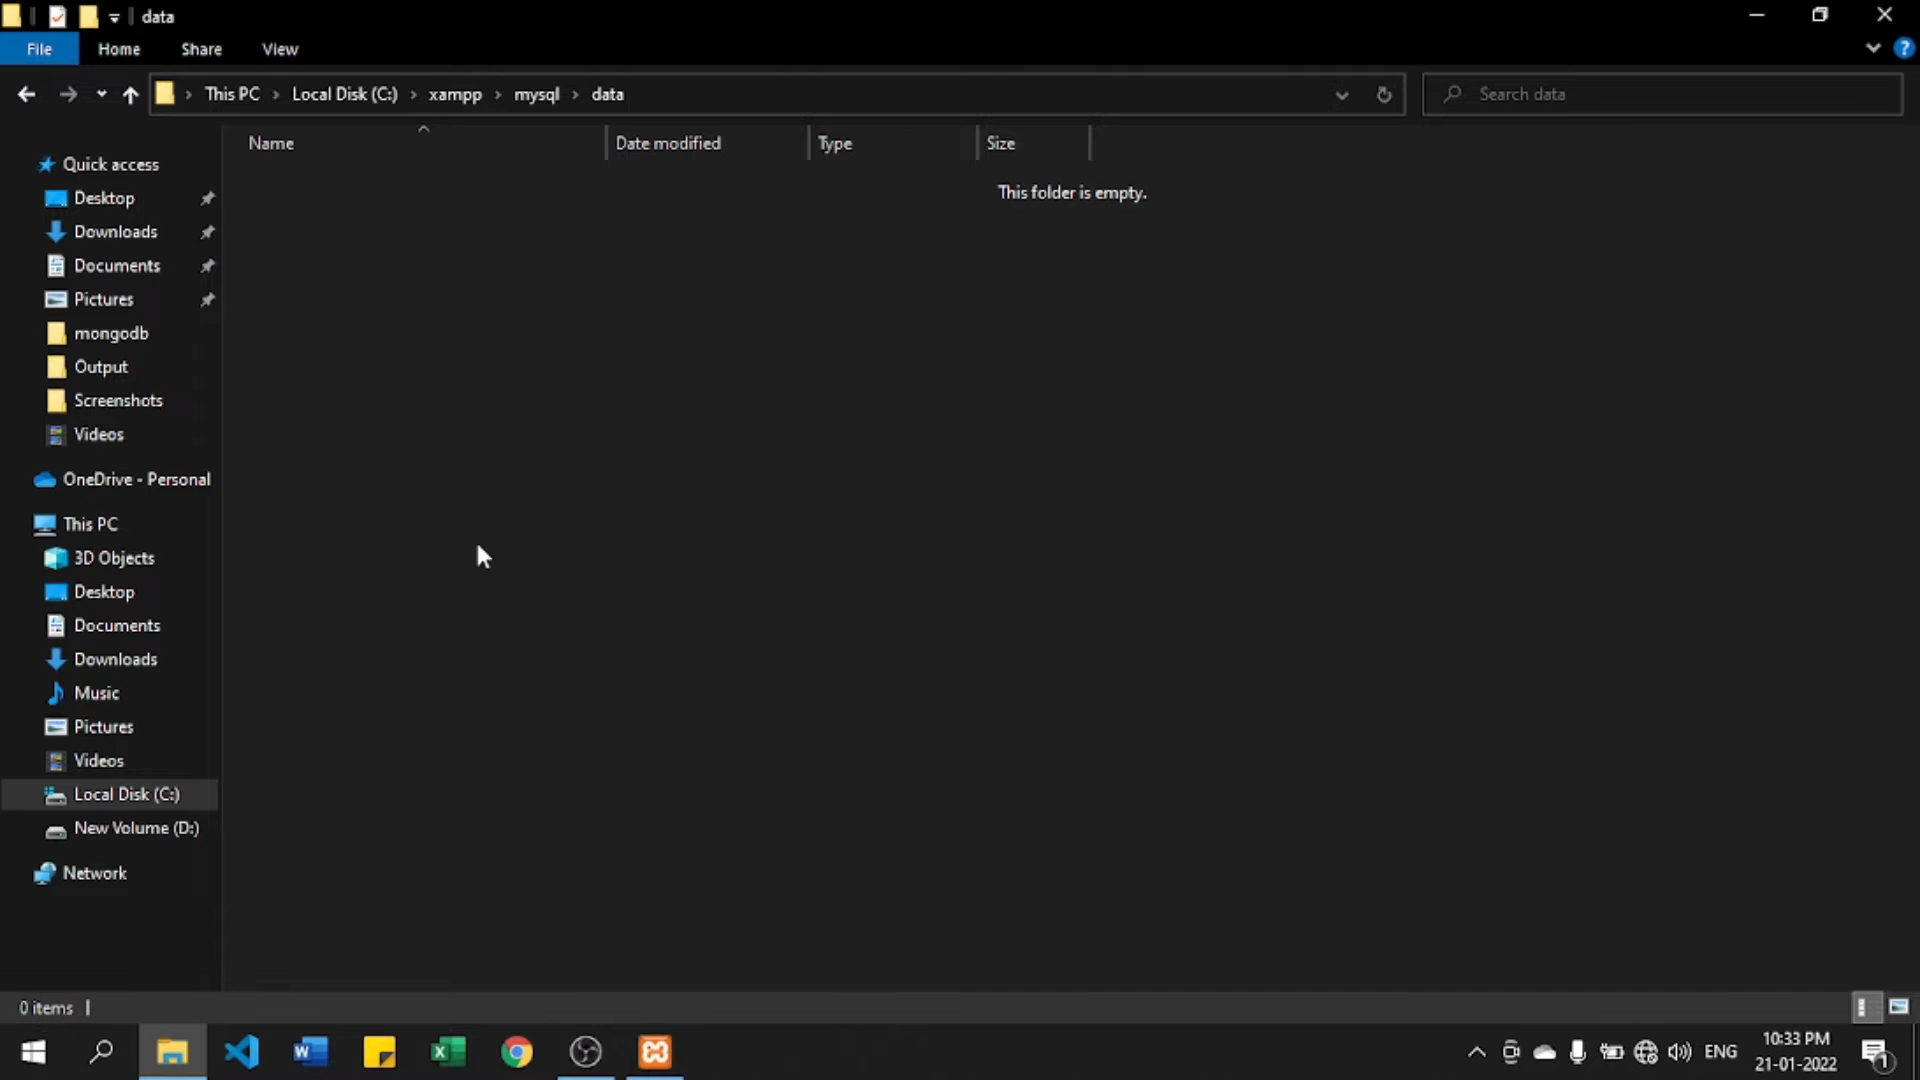 data
File Home Share View
This PC Local Disk (C:) xampp mysql data
Search data
Name Date modified Type Size
This folder is empty.
Quick access
Desktop
Downloads
Documents
Pictures
mongodb
Output
Screenshots
Videos
OneDrive - Personal
This PC
3D Objects
Desktop
Documents
Downloads
Music
Pictures
Videos
Local Disk (C:)
New Volume (D:)
Network
0 items
ENG
10:33 PM
21-01-2022
1